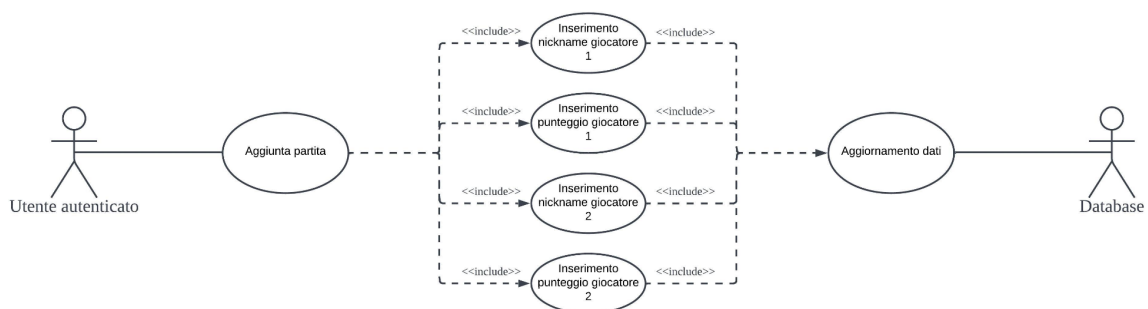 <<include>>
Inserimento
nickname giocatore
1
<<include>>
<<include>>
Inserimento
punteggio giocatore
1
<<include>>
Utente autenticato
Aggiunta partita
Aggiornamento dati
Database
<<include>>
Inserimento
nickname giocatore
2
<<include>>
<<include>>
Inserimento
punteggio giocatore
2
<<include>>